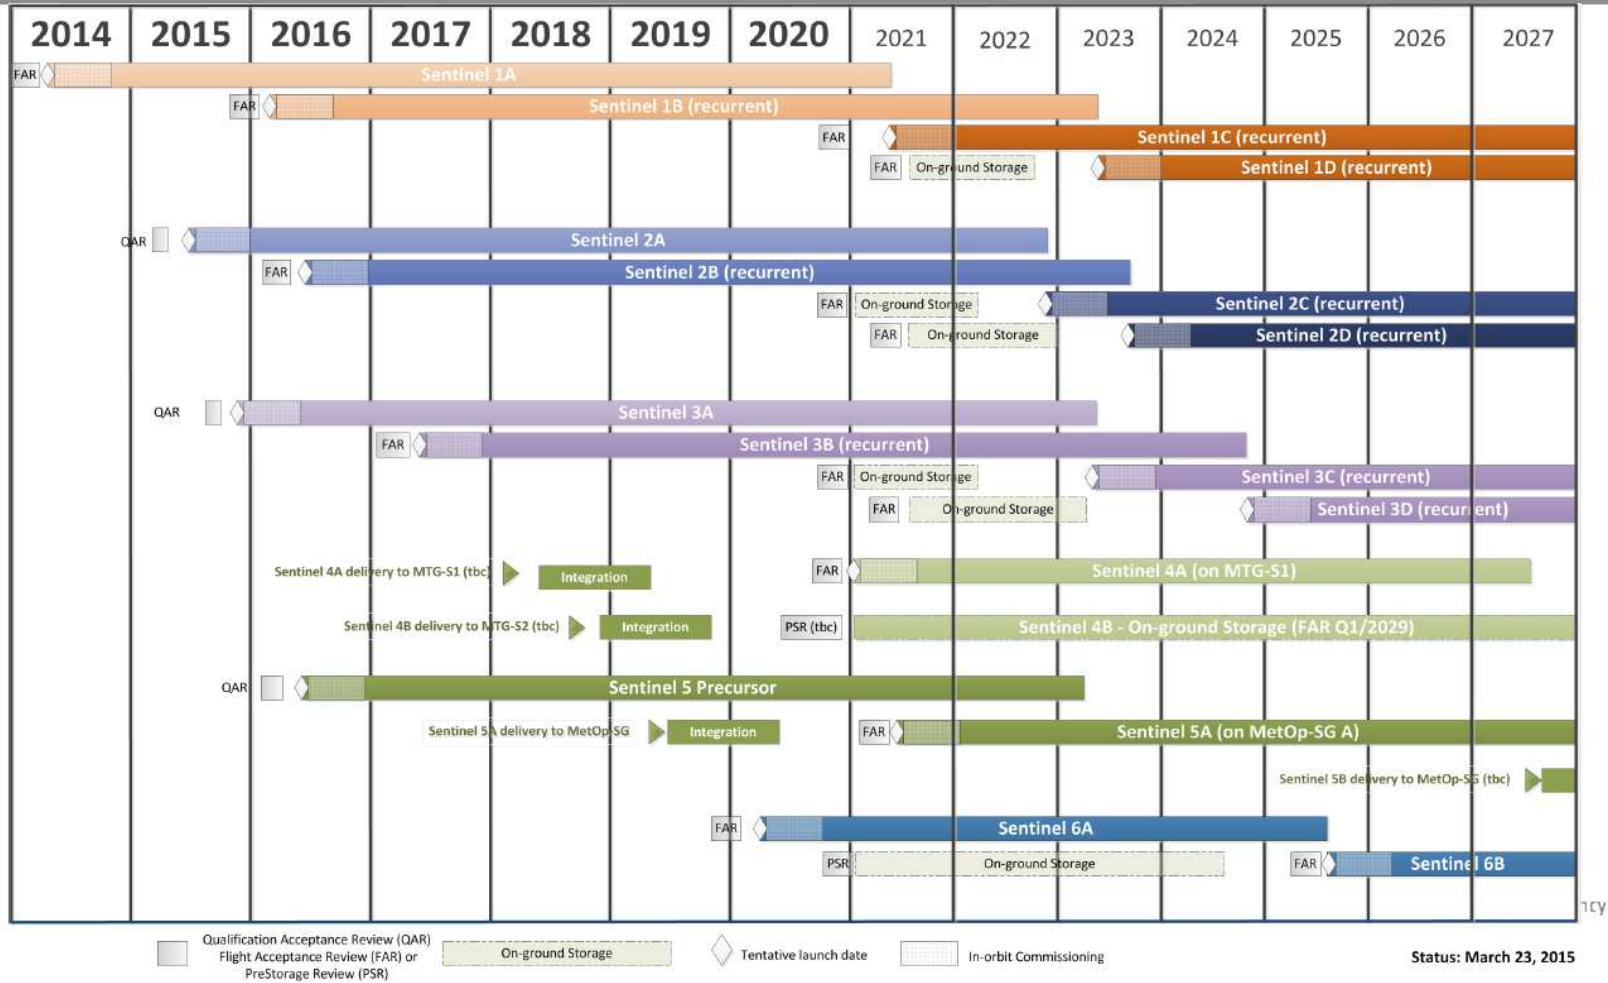 2014 2015 2016 2017 2018 2019 2020 2021 2022 2023 2024 2025 2026 2027
FAR Sentinel 1A
FAR Sentinel 1B (recurrent)
FAR Sentinel 1C (recurrent)
FAR On-ground Storage Sentinel 1D (recurrent)
QAR Sentinel 2A
FAR Sentinel 2B (recurrent)
FAR On-ground Storage Sentinel 2C (recurrent)
FAR On-ground Storage Sentinel 2D (recurrent)
QAR Sentinel 3A
FAR Sentinel 3B (recurrent)
FAR On-ground Storage Sentinel 3C (recurrent)
FAR On-ground Storage Sentinel 3D (recurrent)
Sentinel 4A delivery to MTG-S1 (tbc) Integration FAR Sentinel 4A (on MTG-S1)
Sentinel 4B delivery to MTG-S2 (tbc) Integration PSR (tbc) Sentinel 4B - On-ground Storage (FAR Q1/2029)
QAR Sentinel 5 Precursor
Sentinel 5A delivery to MetOp-SG Integration FAR Sentinel 5A (on MetOp-SG A)
Sentinel 5B delivery to MetOp-SG (tbc)
FAR Sentinel 6A
PSR On-ground Storage FAR Sentinel 6B
ncy
Qualification Acceptance Review (QAR)
Flight Acceptance Review (FAR) or
PreStorage Review (PSR)
On-ground Storage
Tentative launch date
In-orbit Commissioning
Status: March 23, 2015